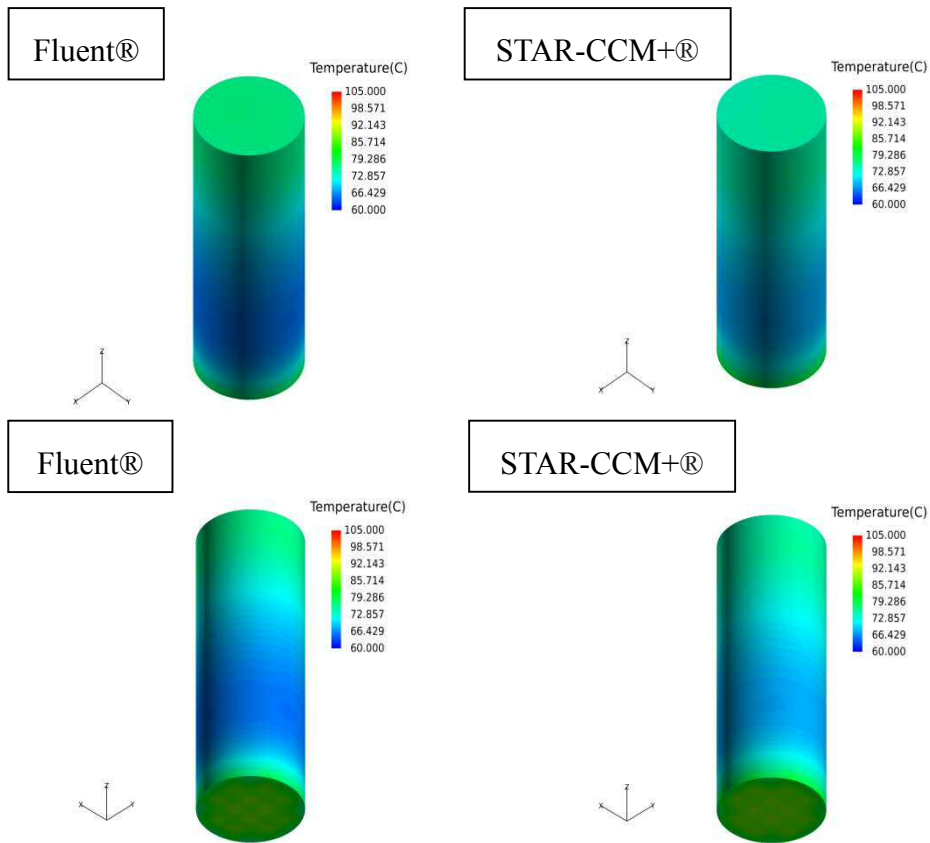 Fluent®
STAR-CCM+®
Temperature(C)
105.000
98.571
92.143
85.714
79.286
72.857
66.429
60.000
Temperature(C)
105.000
98.571
92.143
85.714
79.286
72.857
66.429
60.000
Z
X
Y
Z
X
Y
Fluent®
STAR-CCM+®
Temperature(C)
105.000
98.571
92.143
85.714
79.286
72.857
66.429
60.000
Temperature(C)
105.000
98.571
92.143
85.714
79.286
72.857
66.429
60.000
Z
X
Y
Z
X
Y